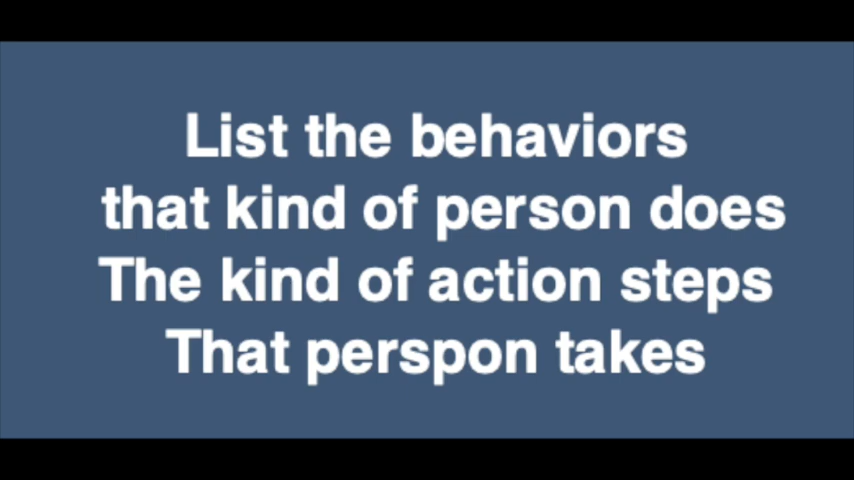 List the behaviors
that kind of person does
The kind of action steps
That perspon takes